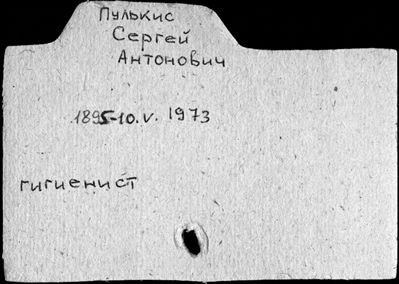 Пулькис
Сергей
Антонович
1895-10.V. 1973
гигиенист